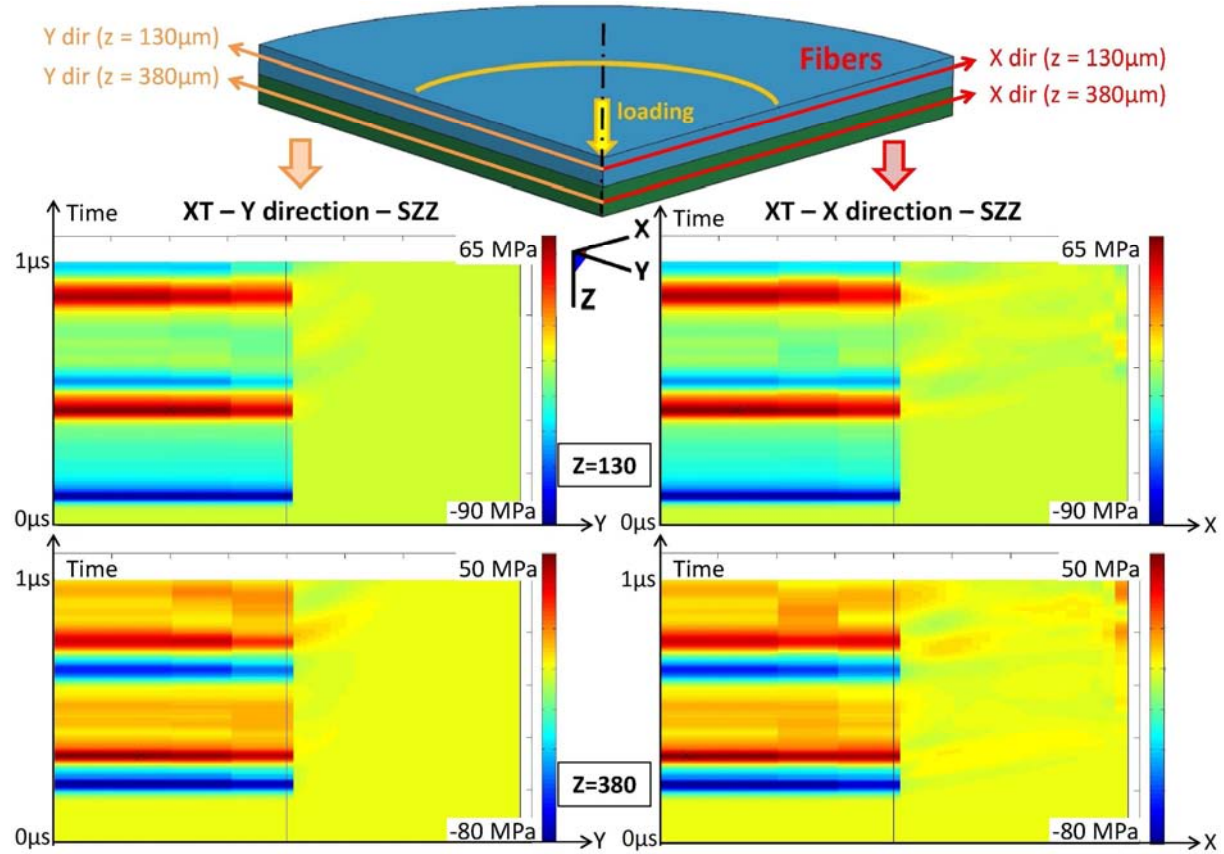 Y dir (z = 130µm)
Y dir (z = 380µm)
Fibers
X dir (z = 130µm)
X dir (z = 380µm)
loading
Time
XT – Y direction – SZZ
Time
XT – X direction – SZZ
65 MPa
1µs
X
Y
Z
65 MPa
1µs
Z=130
-90 MPa
0µs
Y
-90 MPa
0µs
X
Time
50 MPa
1µs
Time
50 MPa
1µs
Z=380
-80 MPa
0µs
Y
-80 MPa
0µs
X